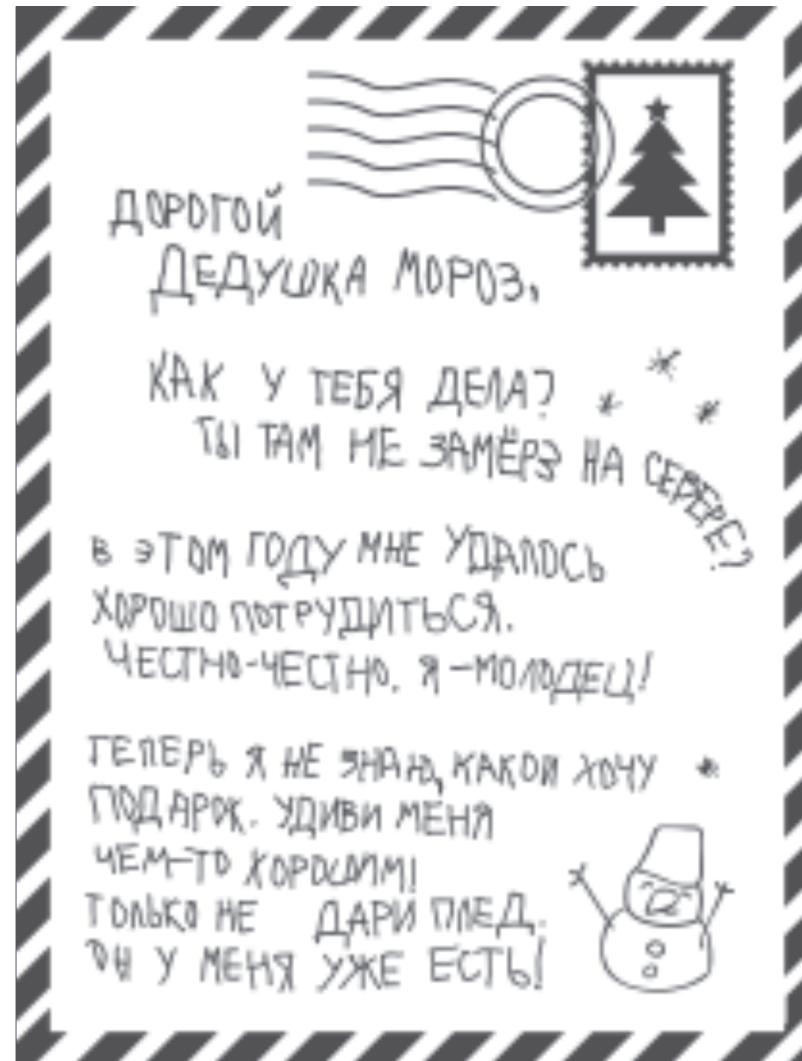 ДОРОГОЙ
ДЕДУШКА МОРОЗ,
КАК У ТЕБЯ ДЕЛА?
ТЫ ТАМ НЕ ЗАМЁРЗ НА СЕВЕРЕ?
В ЭТОМ ГОДУ МНЕ УДАЛОСЬ
ХОРОШО ПОТРУДИТЬСЯ.
ЧЕСТНО-ЧЕСТНО. Я – МОЛОДЕЦ!
ТЕПЕРЬ Я НЕ ЗНАЮ, КАКОЙ ХОЧУ
ПОДАРОК. УДИВИ МЕНЯ
ЧЕМ-ТО ХОРОШИМ!
ТОЛЬКО НЕ ДАРИ ПЛЕД.
ОН У МЕНЯ УЖЕ ЕСТЬ!